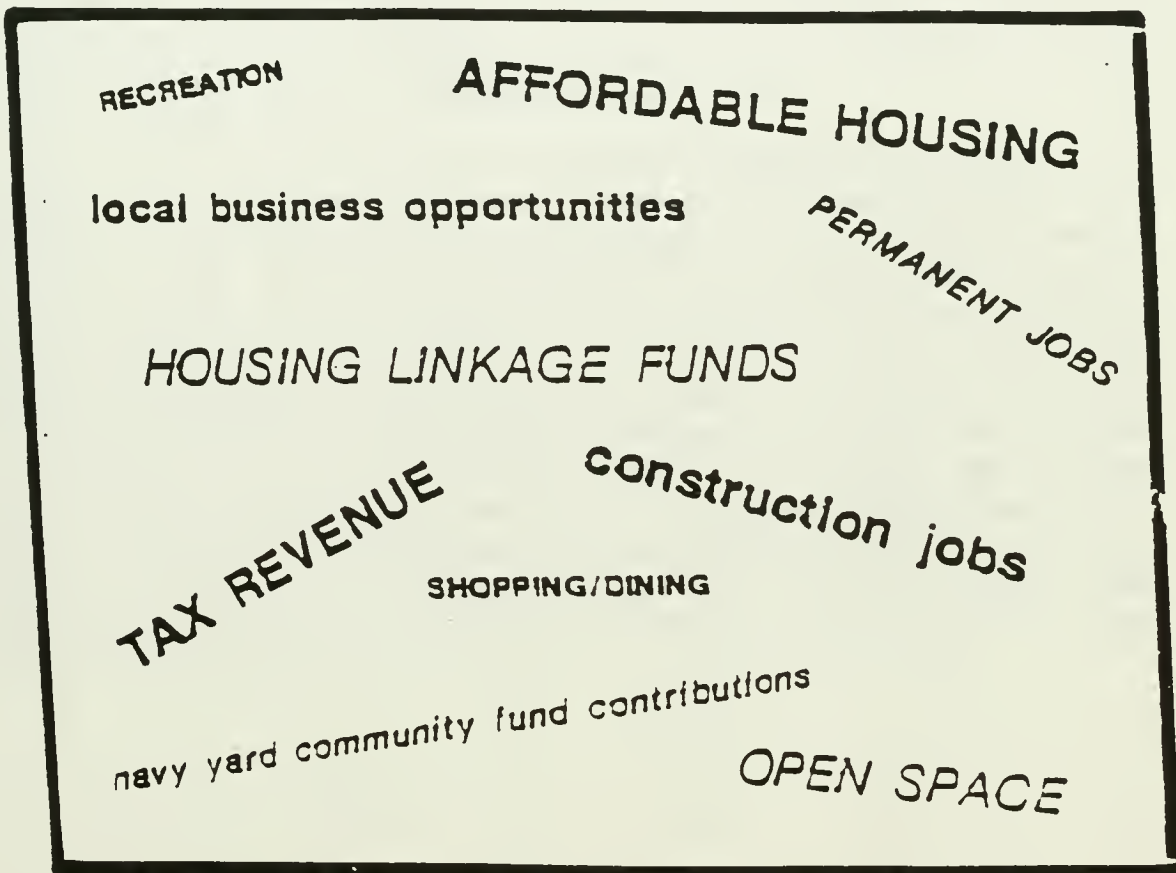 RECREATION
AFFORDABLE HOUSING
local business opportunities
PERMANENT JOBS
HOUSING LINKAGE FUNDS
construction jobs
TAX REVENUE
SHOPPING/DINING
navy yard community fund contributions
OPEN SPACE